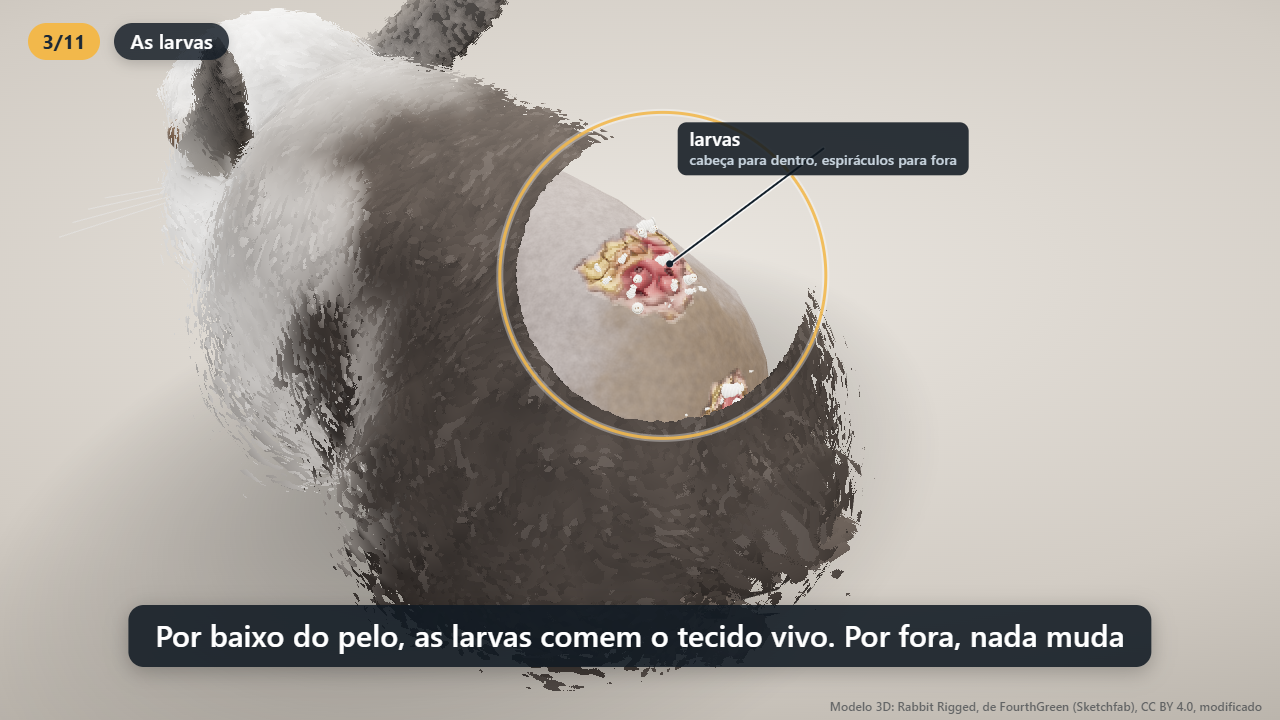 3/11
As larvas
larvas
cabeça para dentro, espiráculos para fora
Por baixo do pelo, as larvas comem o tecido vivo. Por fora, nada muda
Modelo 3D: Rabbit Rigged, de FourthGreen (Sketchfab), CC BY 4.0, modificado